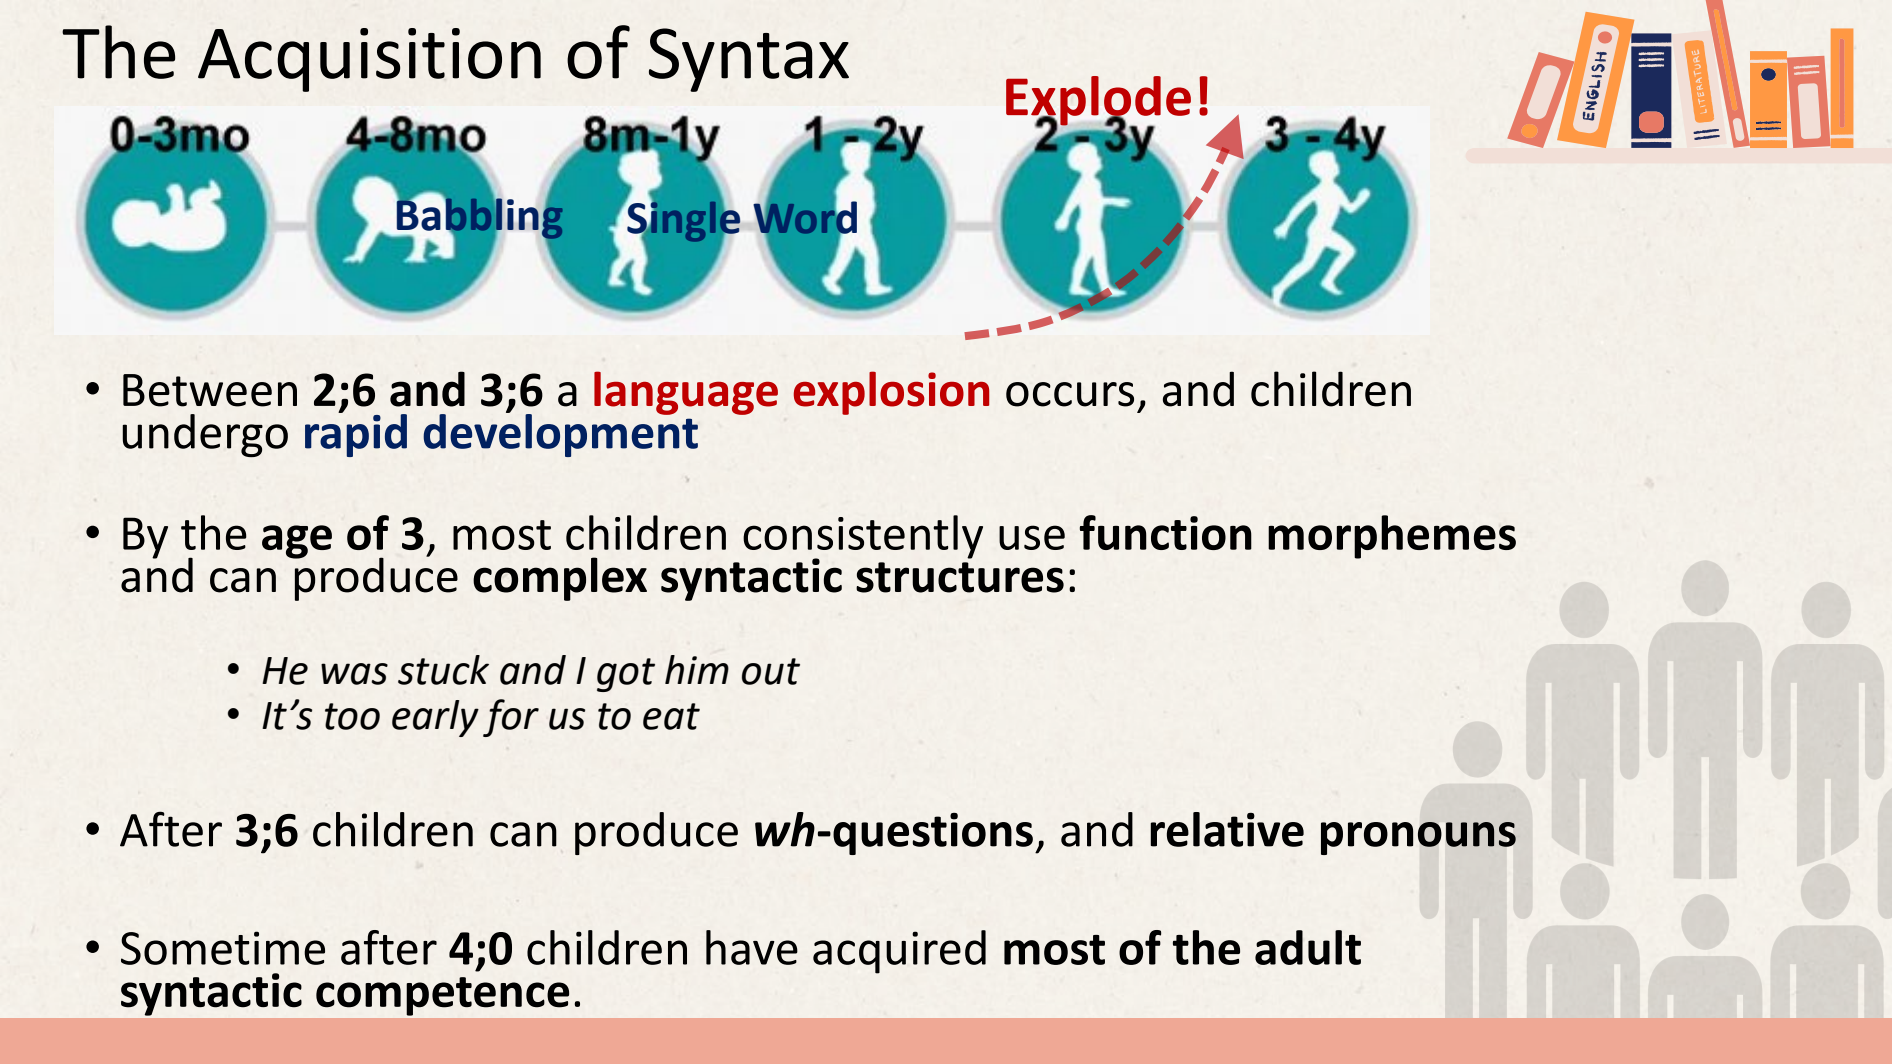 The Acquisition of Syntax
Explode!
0-3mo 4-8mo 8m-1y 1 - 2y 2 - 3y 3 - 4y
Babbling Single Word
ENGLISH
LITERATURE
• Between 2;6 and 3;6 a language explosion occurs, and children
undergo rapid development
• By the age of 3, most children consistently use function morphemes
and can produce complex syntactic structures:
• He was stuck and I got him out
• It’s too early for us to eat
• After 3;6 children can produce wh-questions, and relative pronouns
• Sometime after 4;0 children have acquired most of the adult
syntactic competence.